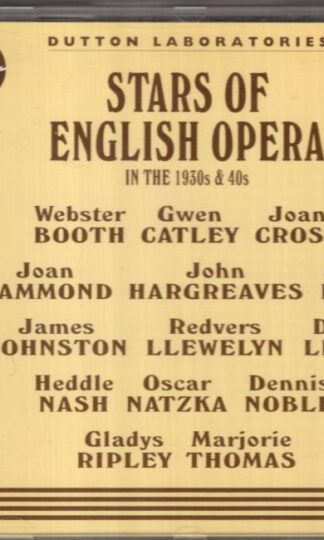 DUTTON LABORATORIES
STARS OF
ENGLISH OPERA
IN THE 1930s & 40s
Webster Gwen Joan
BOOTH CATLEY CROS
Joan John
AMMOND HARGREAVES
James Redvers D
OHNSTON LLEWELYN L
Heddle Oscar Dennis
NASH NATZKA NOBLE
Gladys Marjorie
RIPLEY THOMAS